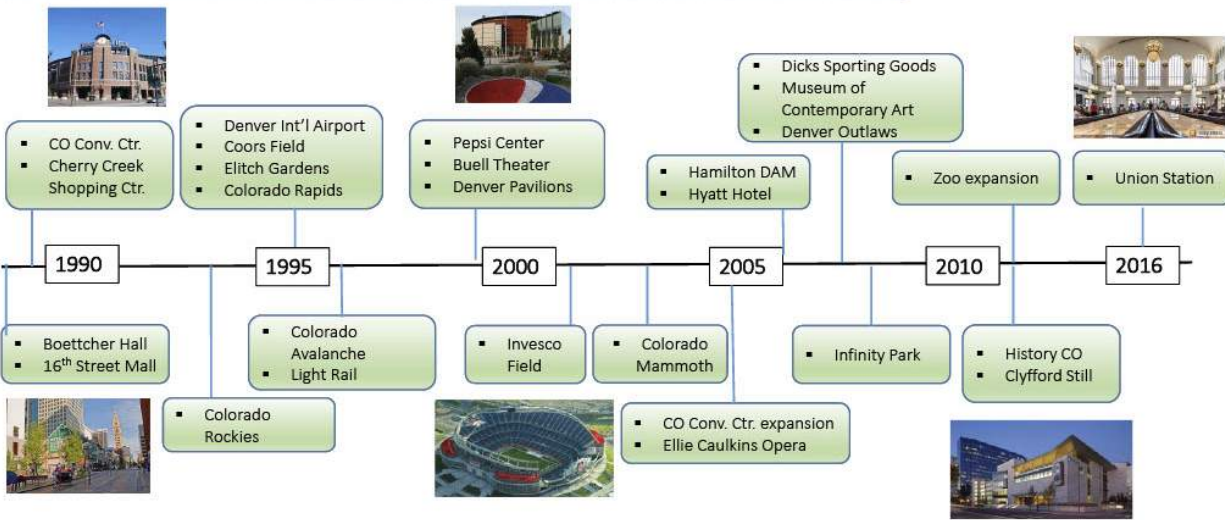 CO Conv. Ctr.
Cherry Creek
Shopping Ctr.
Denver Int'l Airport
Coors Field
Elitch Gardens
Colorado Rapids
Pepsi Center
Buell Theater
Denver Pavilions
Hamilton DAM
Hyatt Hotel
Dicks Sporting Goods
Museum of
Contemporary Art
Denver Outlaws
Zoo expansion
Union Station
1990
1995
2000
2005
2010
2016
Boettcher Hall
16th Street Mall
Colorado
Rockies
Colorado
Avalanche
Light Rail
Invesco
Field
Colorado
Mammoth
CO Conv. Ctr. expansion
Ellie Caulkins Opera
Infinity Park
History CO
Clyfford Still